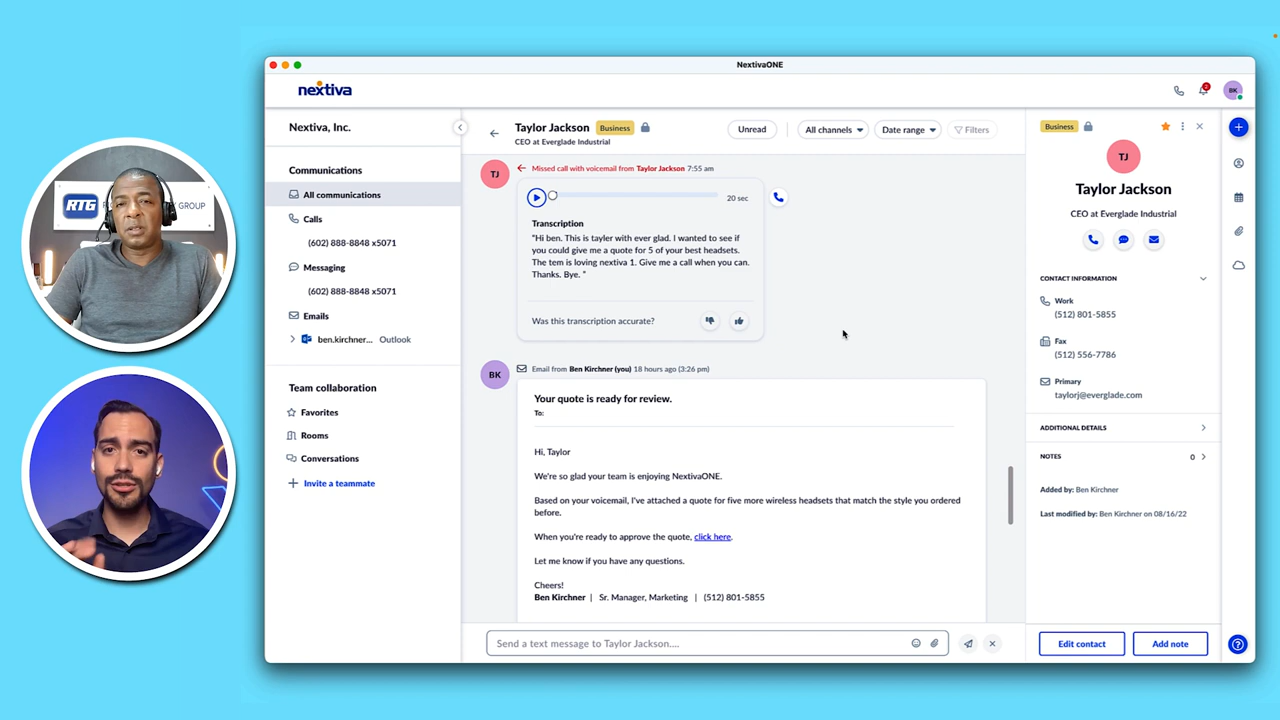 RTG
Y GROUP
NextivaONE
nextiva
2
BK
Nextiva, Inc.
Communications
All communications
Calls
(602) 888-8848 x5071
Messaging
(602) 888-8848 x5071
Emails
ben.kirchner... Outlook
Team collaboration
Favorites
Rooms
Conversations
Invite a teammate
Taylor Jackson Business
CEO at Everglade Industrial
Unread All channels Date range Filters
TJ
Missed call with voicemail from Taylor Jackson 7:55 am
20 sec
Transcription
"Hi ben. This is tayler with ever glad. I wanted to see if
you could give me a quote for 5 of your best headsets.
The tem is loving nextiva 1. Give me a call when you can.
Thanks. Bye. "
Was this transcription accurate?
BK
Email from Ben Kirchner (you) 18 hours ago (3:26 pm)
Your quote is ready for review.
To:
Hi, Taylor
We're so glad your team is enjoying NextivaONE.
Based on your voicemail, I've attached a quote for five more wireless headsets that match the style you ordered
before.
When you're ready to approve the quote, click here.
Let me know if you have any questions.
Cheers!
Ben Kirchner | Sr. Manager, Marketing | (512) 801-5855
Send a text message to Taylor Jackson....
Business
TJ
Taylor Jackson
CEO at Everglade Industrial
CONTACT INFORMATION
Work
(512) 801-5855
Fax
(512) 556-7786
Primary
taylorj@everglade.com
ADDITIONAL DETAILS
NOTES 0
Added by: Ben Kirchner
Last modified by: Ben Kirchner on 08/16/22
Edit contact Add note